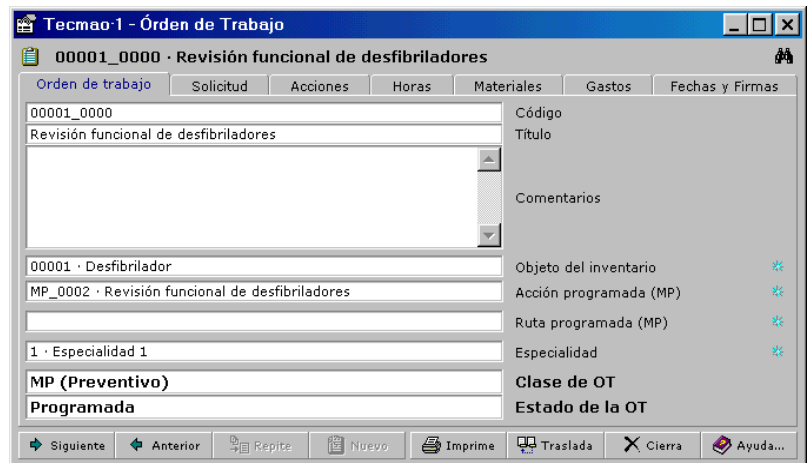 Tecmao·1 - Órden de Trabajo
00001_0000 · Revisión funcional de desfibriladores
Orden de trabajo Solicitud Acciones Horas Materiales Gastos Fechas y Firmas
00001_0000 Código
Revisión funcional de desfibriladores Título
Comentarios
00001 · Desfibrilador Objeto del inventario
MP_0002 · Revisión funcional de desfibriladores Acción programada (MP)
Ruta programada (MP)
1 · Especialidad 1 Especialidad
MP (Preventivo) Clase de OT
Programada Estado de la OT
Siguiente Anterior Repite Nuevo Imprime Traslada Cierra Ayuda...